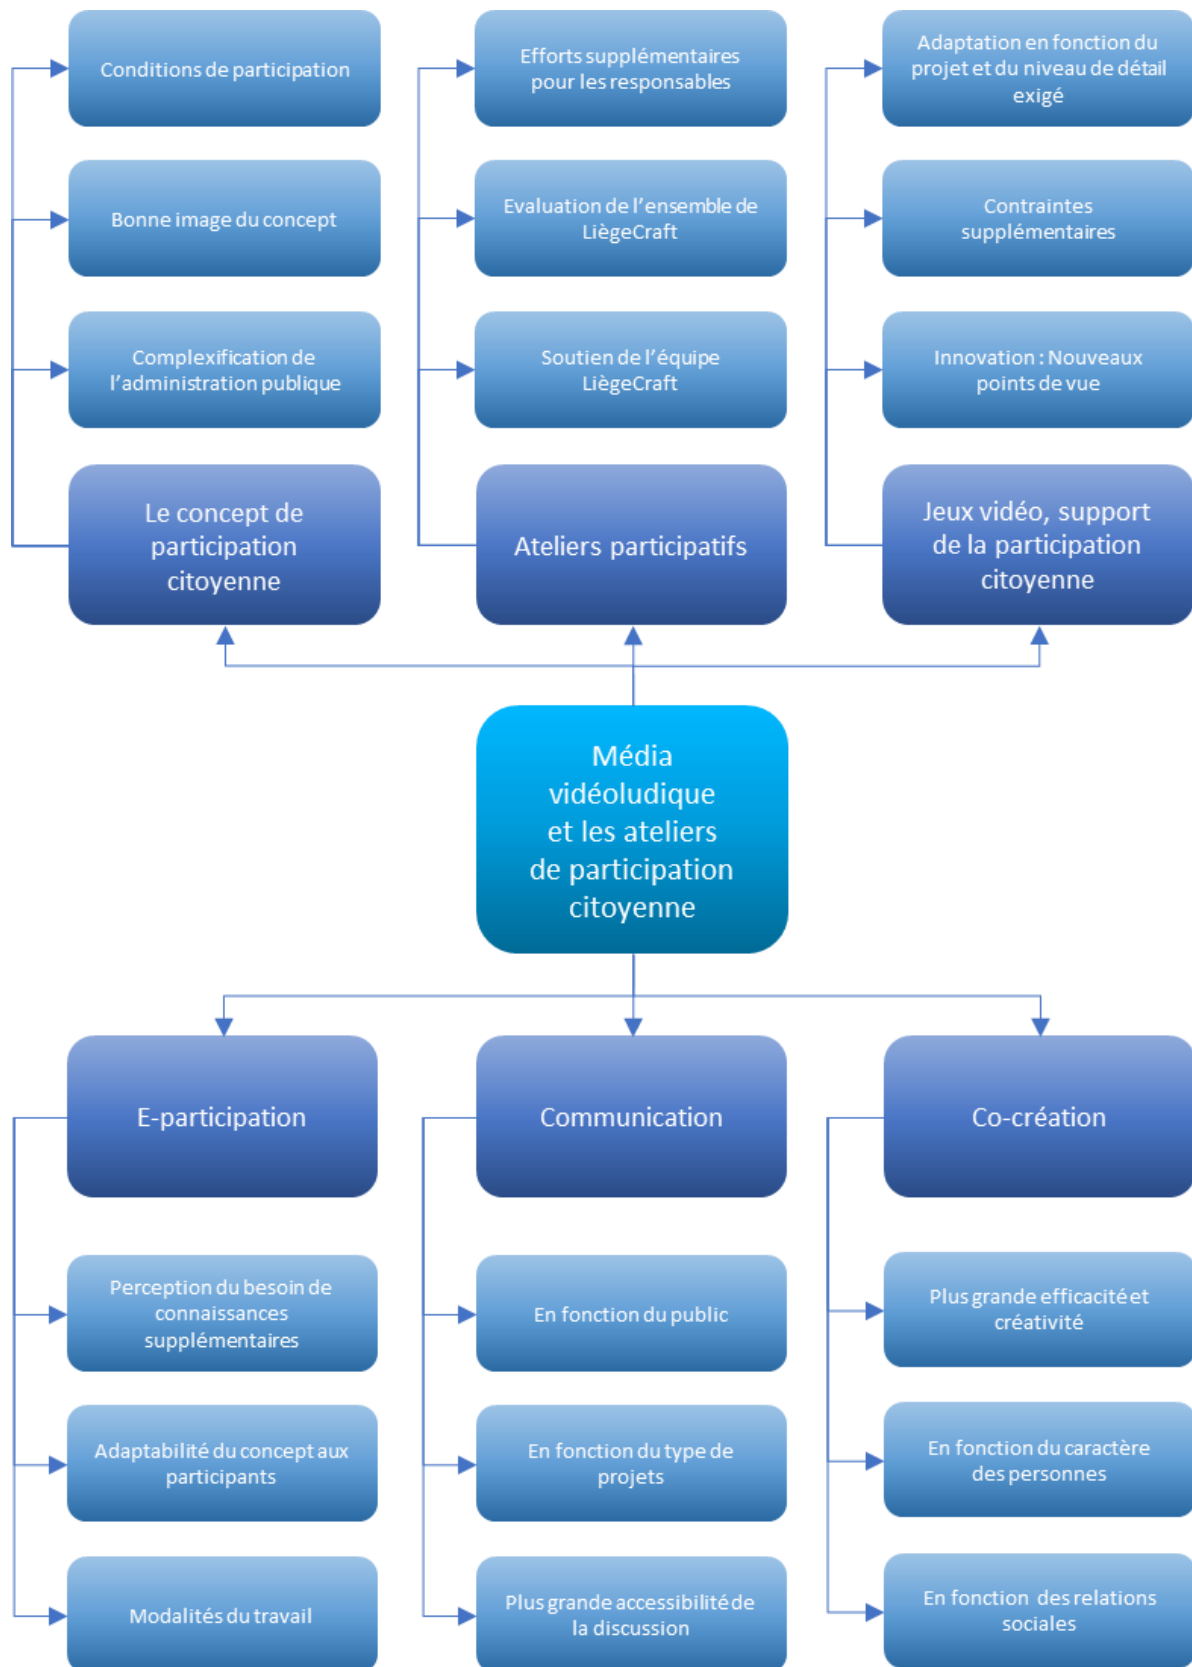 Conditions de participation
Efforts supplémentaires
pour les responsables
Adaptation en fonction du
projet et du niveau de détail
exigé
Bonne image du concept
Evaluation de l’ensemble de
LiègeCraft
Contraintes
supplémentaires
Complexification de
l’administration publique
Soutien de l’équipe
LiègeCraft
Innovation : Nouveaux
points de vue
Le concept de
participation
citoyenne
Ateliers participatifs
Jeux vidéo, support
de la participation
citoyenne
Média
vidéoludique
et les ateliers
de participation
citoyenne
E-participation
Communication
Co-création
Perception du besoin de
connaissances
supplémentaires
En fonction du public
Plus grande efficacité et
créativité
Adaptabilité du concept aux
participants
En fonction du type de
projets
En fonction du caractère
des personnes
Modalités du travail
Plus grande accessibilité de
la discussion
En fonction des relations
sociales